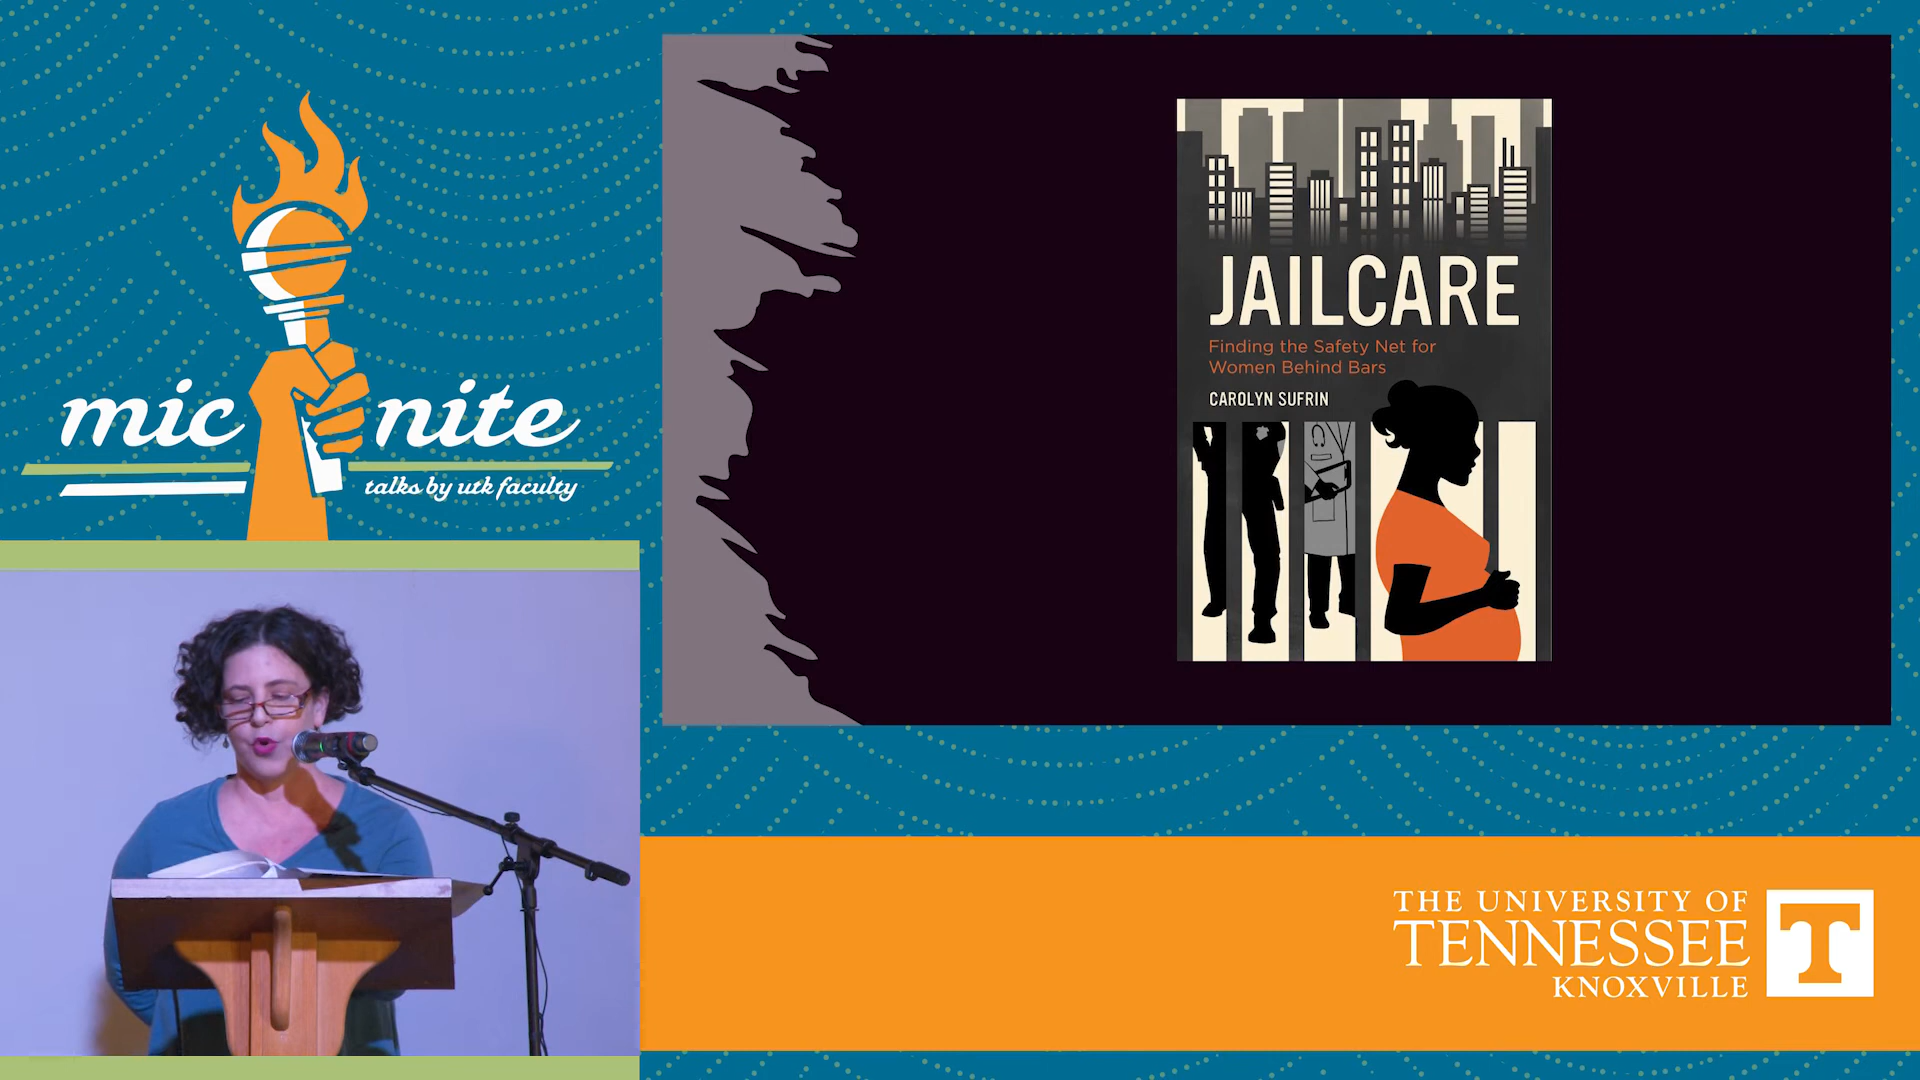 mic nite
talks by utk faculty
JAILCARE
Finding the Safety Net for
Women Behind Bars
CAROLYN SUFRIN
THE UNIVERSITY OF
TENNESSEE
KNOXVILLE
T